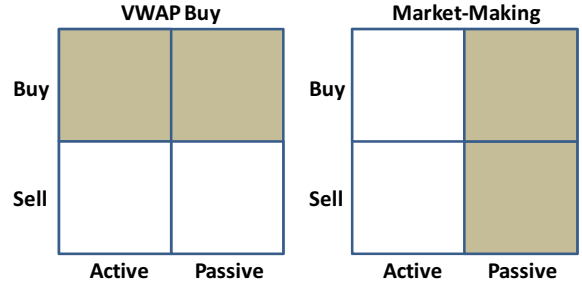 VWAP Buy
Buy
Sell
Active Passive
Market-Making
Buy
Sell
Active Passive